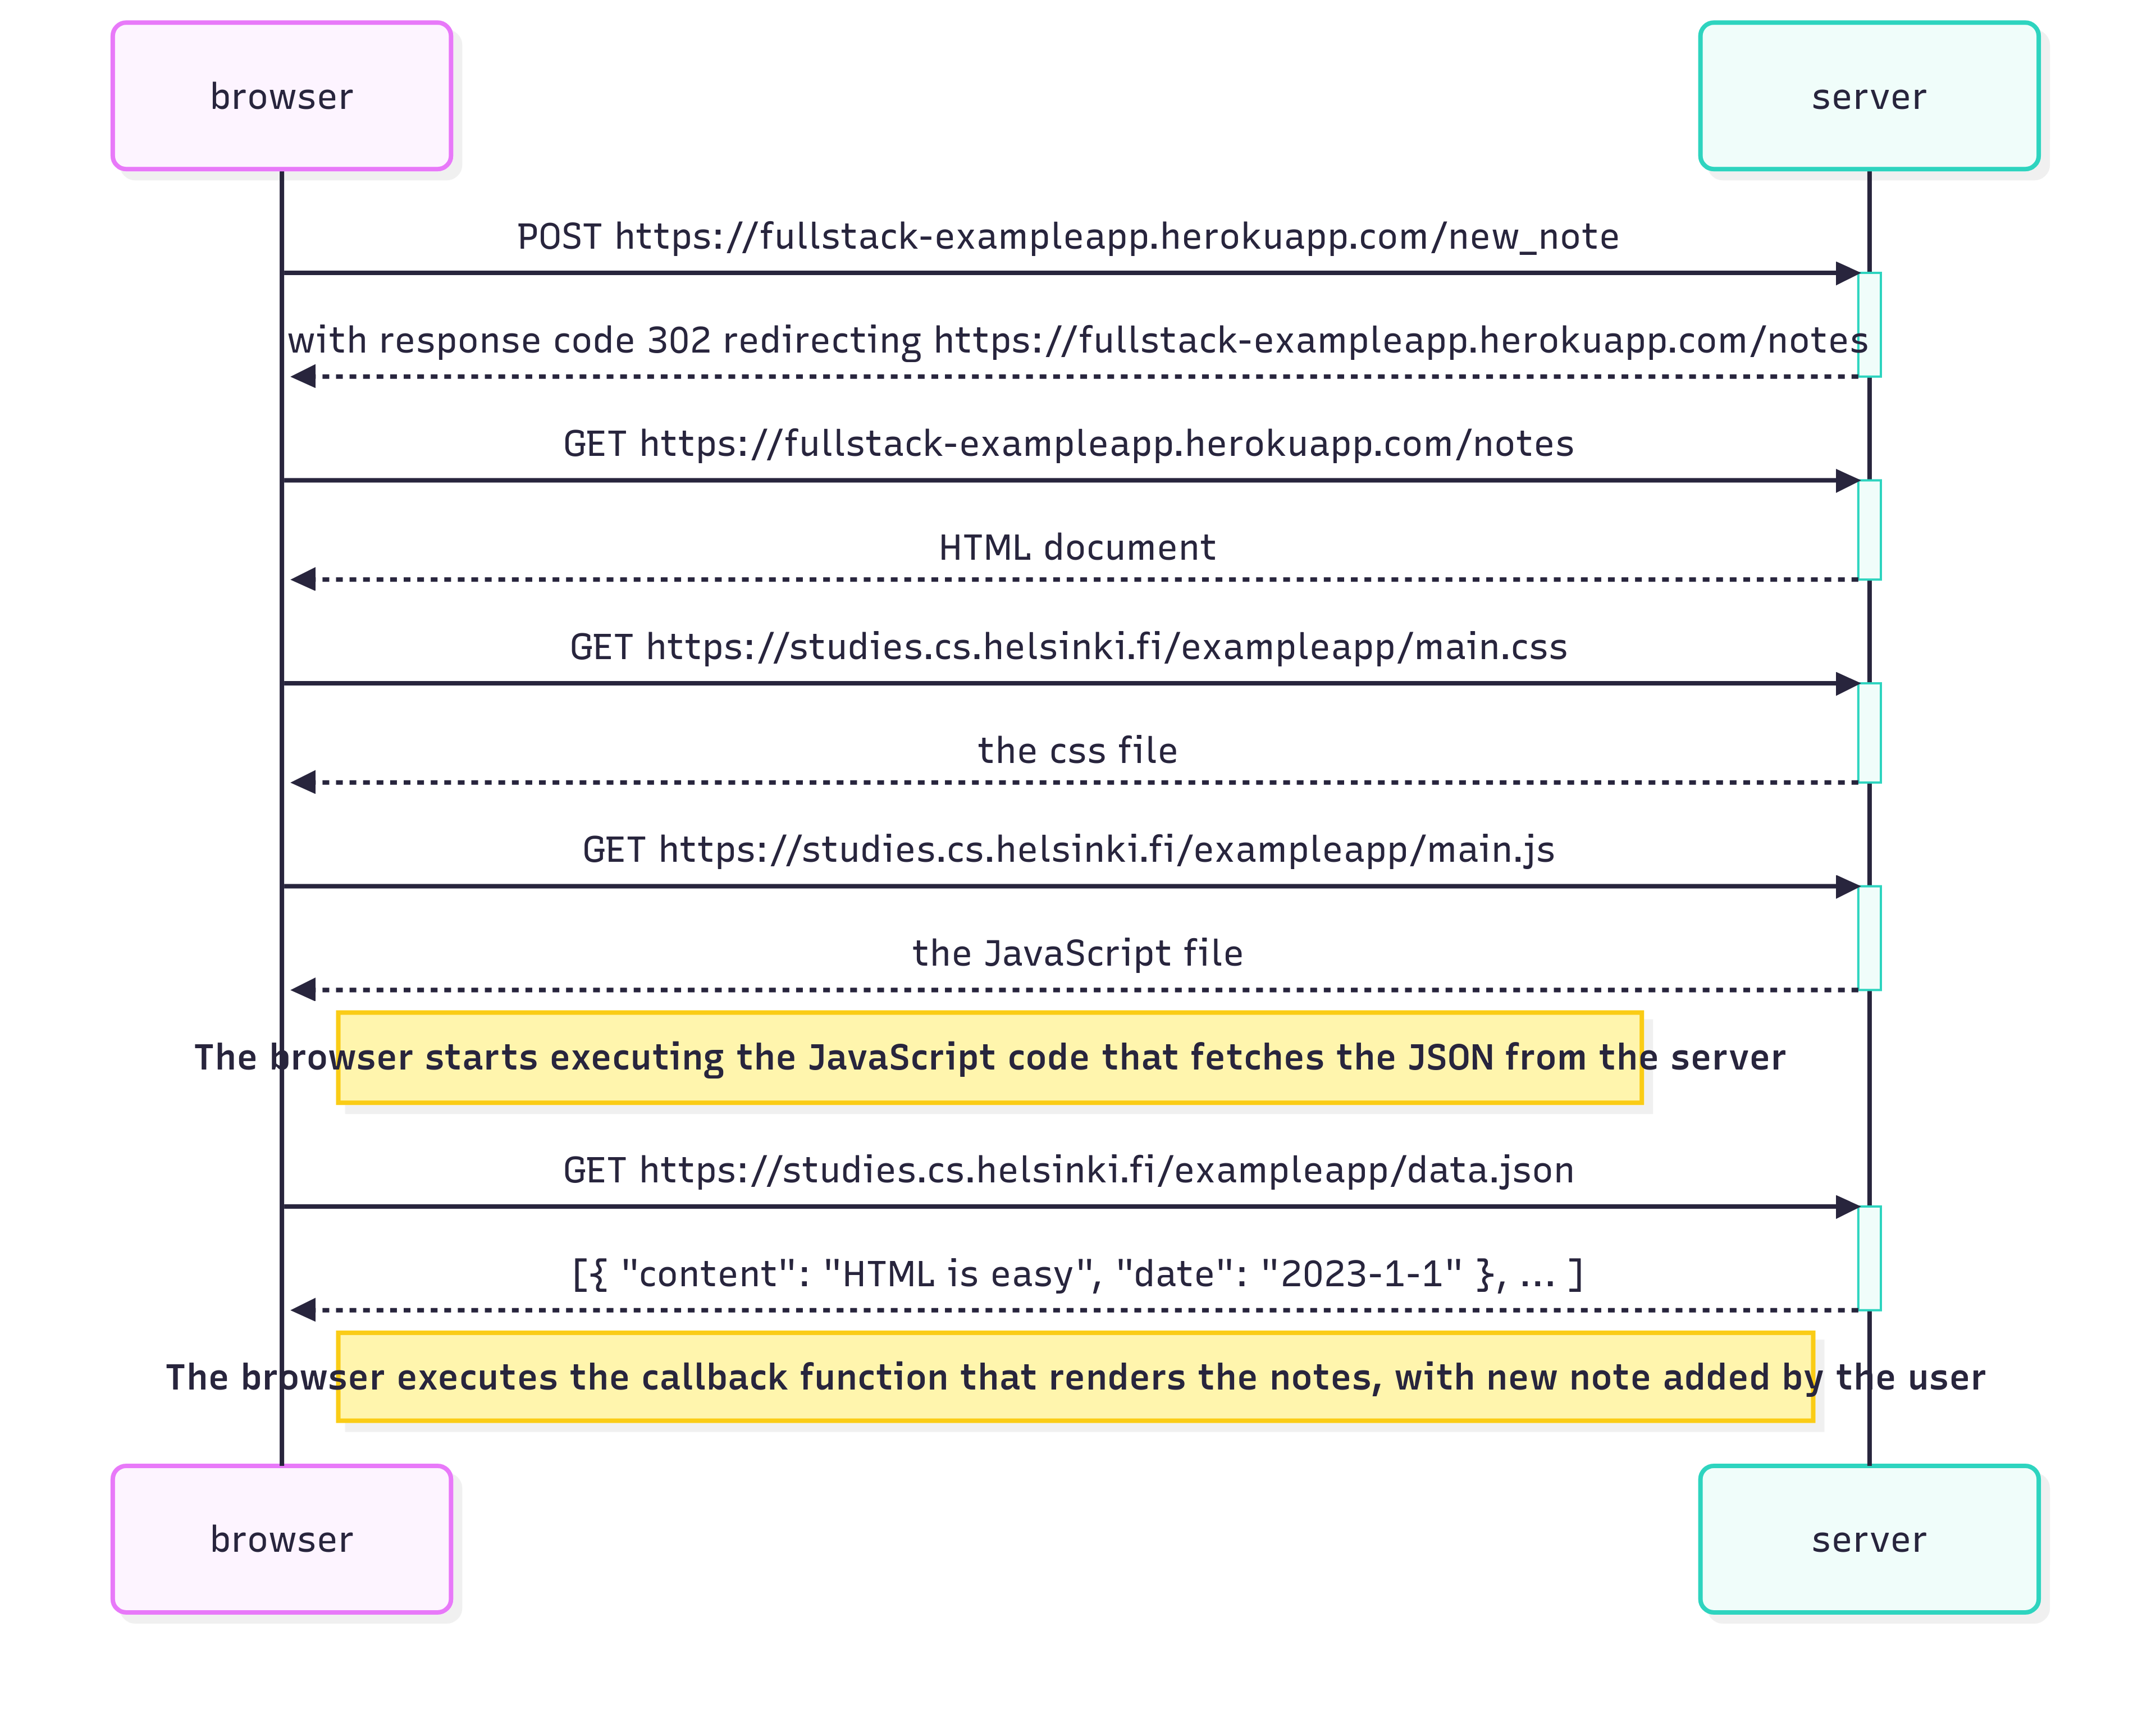 browser
server
POST https://fullstack-exampleapp.herokuapp.com/new_note
with response code 302 redirecting https://fullstack-exampleapp.herokuapp.com/notes
GET https://fullstack-exampleapp.herokuapp.com/notes
HTML document
GET https://studies.cs.helsinki.fi/exampleapp/main.css
the css file
GET https://studies.cs.helsinki.fi/exampleapp/main.js
the JavaScript file
The browser starts executing the JavaScript code that fetches the JSON from the server
GET https://studies.cs.helsinki.fi/exampleapp/data.json
[{ "content": "HTML is easy", "date": "2023-1-1" }, ... ]
The browser executes the callback function that renders the notes, with new note added by the user
browser
server